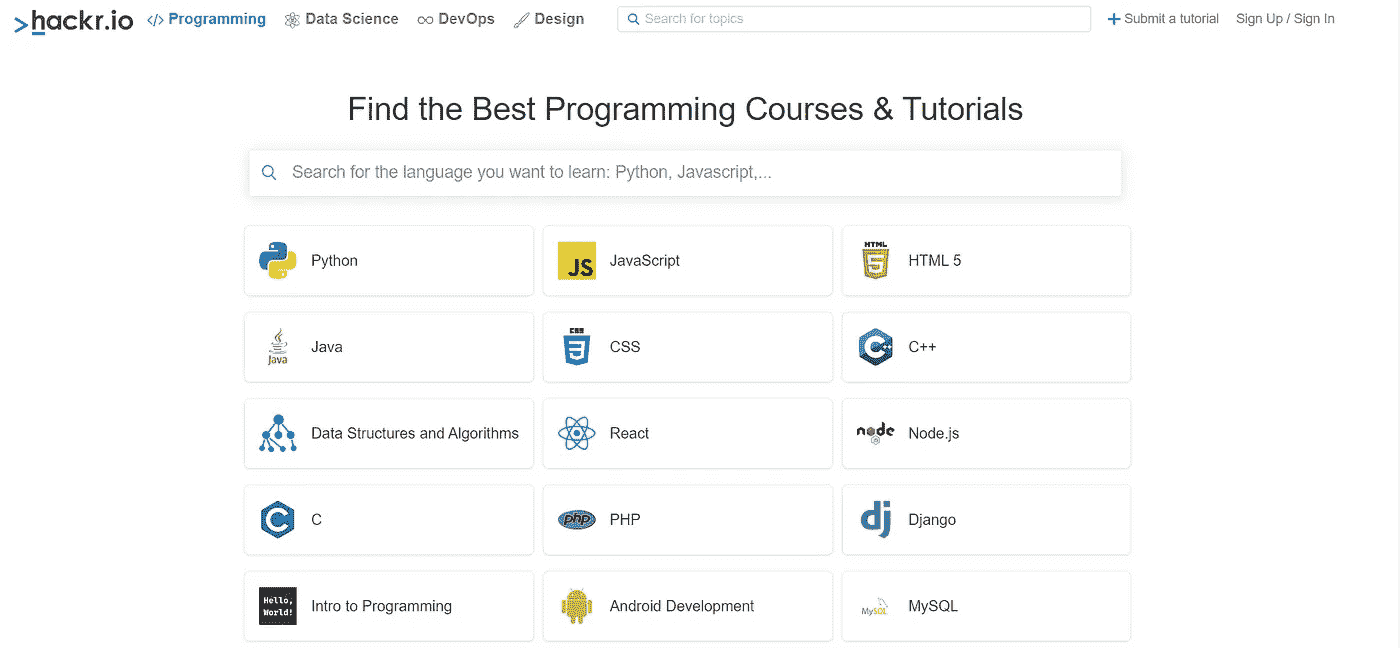 >hackr.io </> Programming Data Science DevOps Design Search for topics + Submit a tutorial Sign Up / Sign In
Find the Best Programming Courses & Tutorials
Search for the language you want to learn: Python, Javascript,...
Python JS JavaScript HTML 5 HTML 5
Java Java CSS 3 CSS C++ C++
Data Structures and Algorithms React node Node.js
C C php PHP dj Django
Hello, World! Intro to Programming Android Development MySQL MySQL